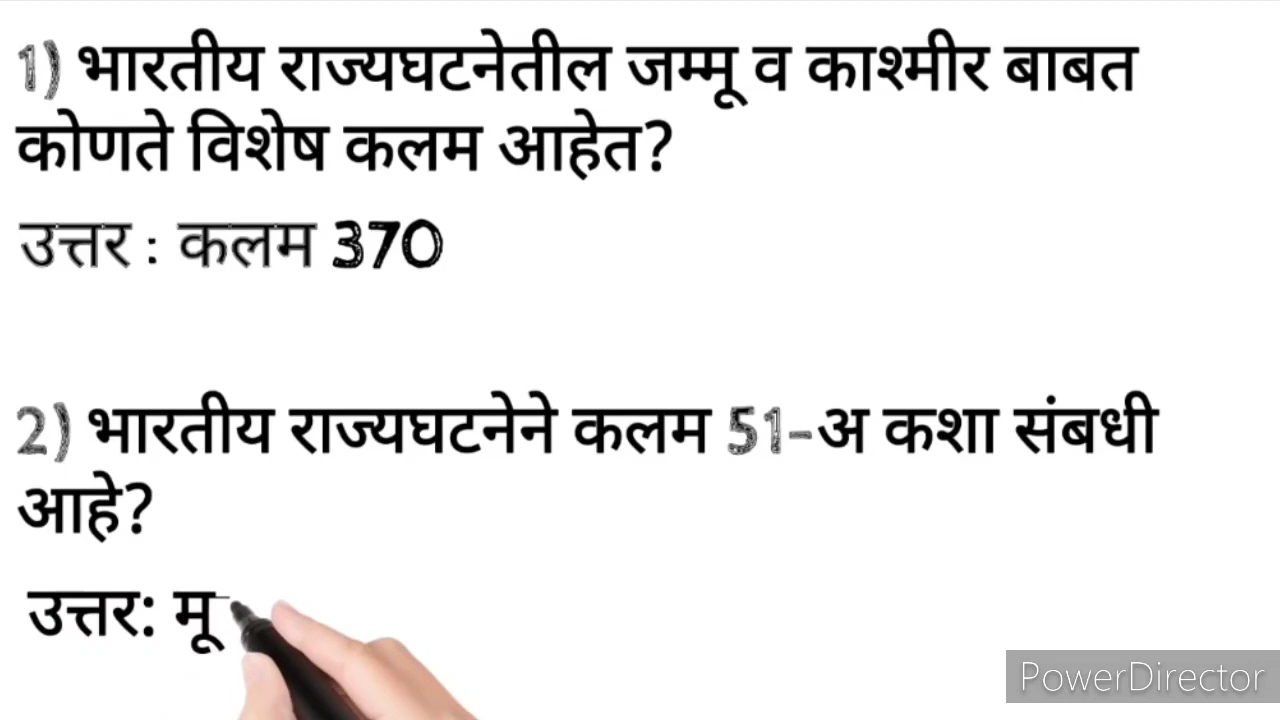 1) भारतीय राज्यघटनेतील जम्मू व काश्मीर बाबत
कोणते विशेष कलम आहेत?
उत्तर : कलम 370
2) भारतीय राज्यघटनेने कलम 51-अ कशा संबधी
आहे?
उत्तर: मू
PowerDirector